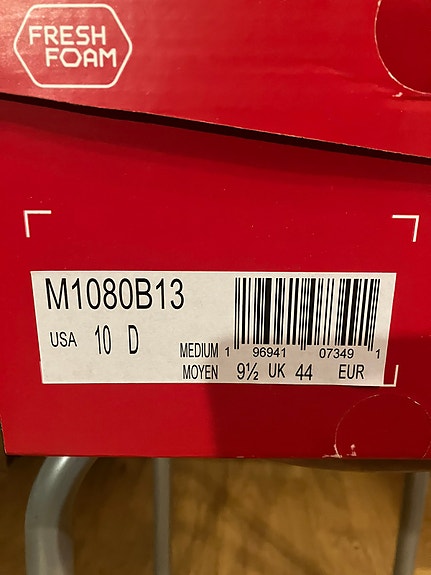 FRESH
FOAM
M1080B13
USA 10 D
MEDIUM 1 96941 07349 1
MOYEN 9½ UK 44 EUR